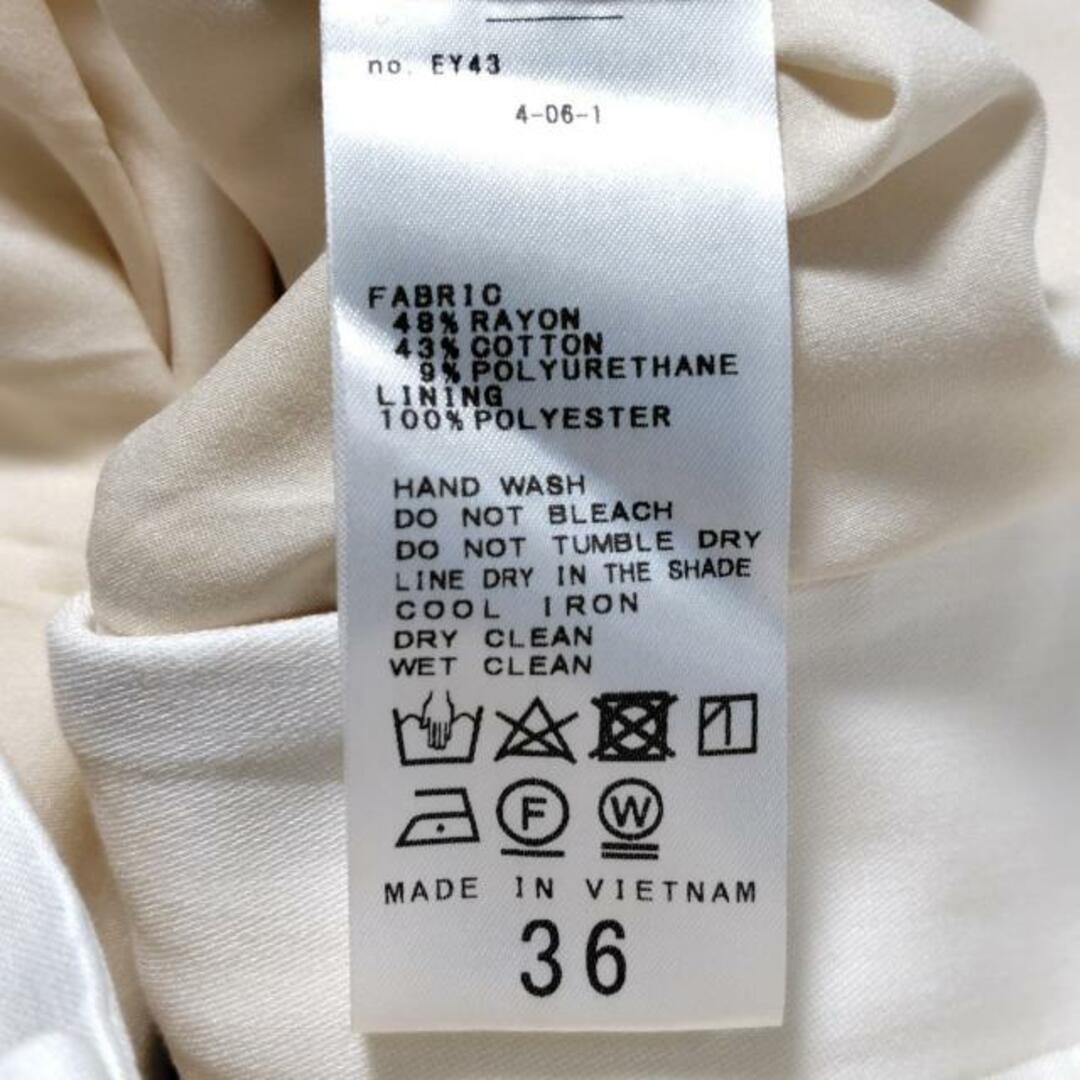 no. EY43
4-06-1
FABRIC
48% RAYON
43% COTTON
9% POLYURETHANE
LINING
100% POLYESTER
HAND WASH
DO NOT BLEACH
DO NOT TUMBLE DRY
LINE DRY IN THE SHADE
COOL IRON
DRY CLEAN
WET CLEAN
F W
MADE IN VIETNAM
36